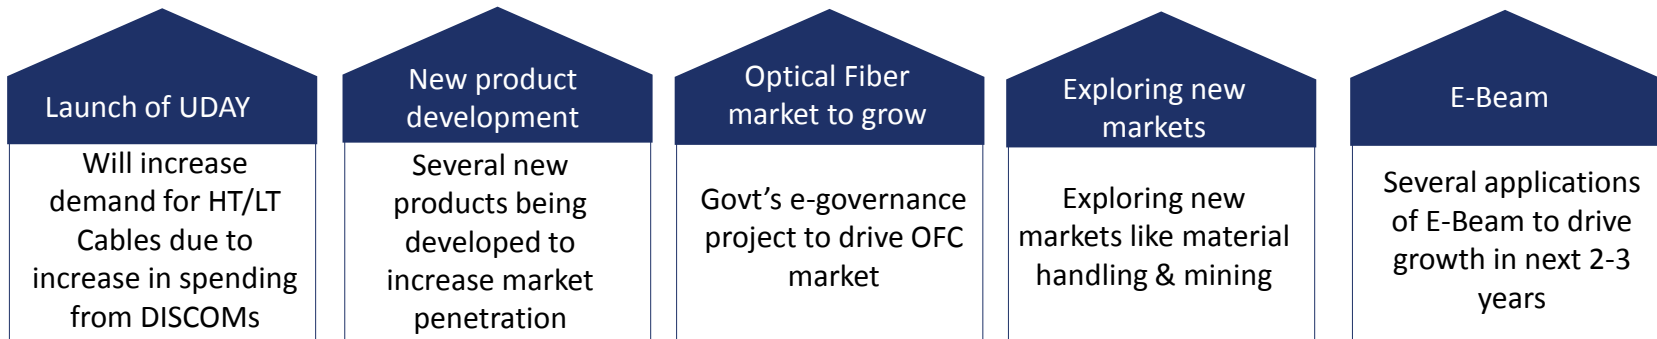 Launch of UDAY
Will increase
demand for HT/LT
Cables due to
increase in spending
from DISCOMs
New product
development
Several new
products being
developed to
increase market
penetration
Optical Fiber
market to grow
Govt's e-governance
project to drive OFC
market
Exploring new
markets
Exploring new
markets like material
handling & mining
E-Beam
Several applications
of E-Beam to drive
growth in next 2-3
years